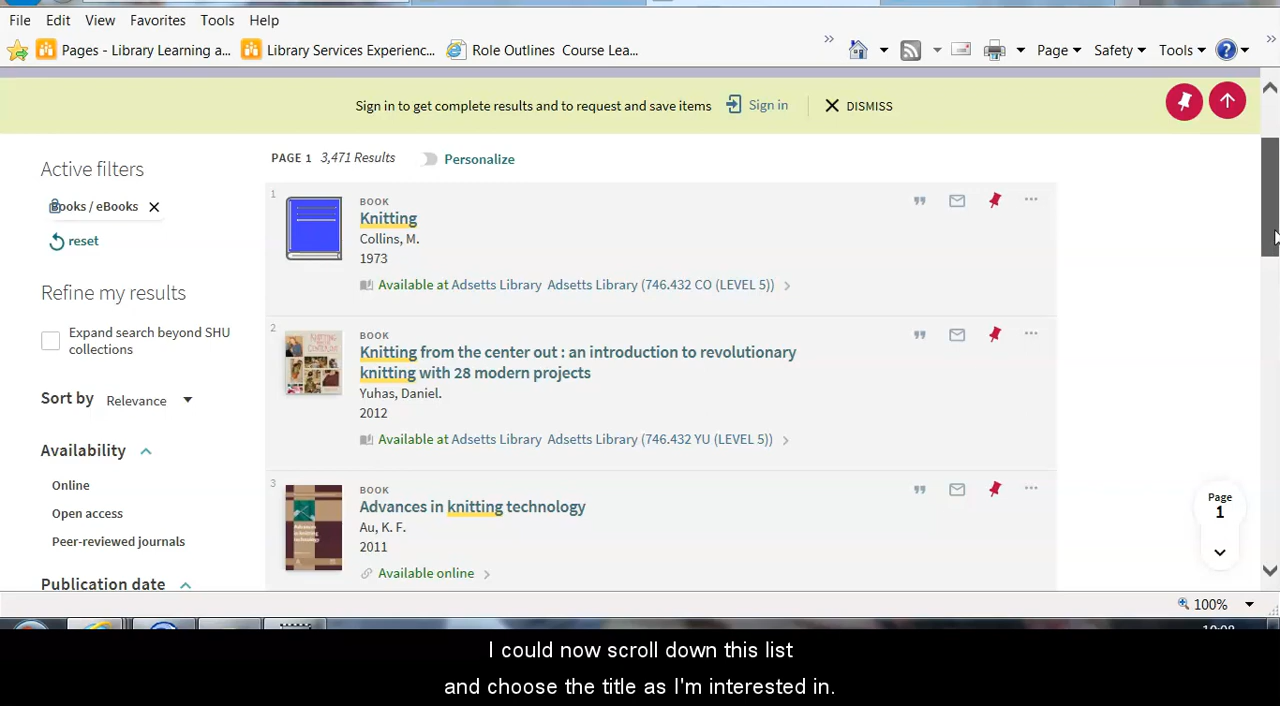 File Edit View Favorites Tools Help
Pages - Library Learning a... Library Services Experienc... Role Outlines Course Lea... » Page Safety Tools »
Sign in to get complete results and to request and save items Sign in DISMISS
Active filters
Books / eBooks
reset
Refine my results
Expand search beyond SHU
collections
Sort by Relevance
Availability
Online
Open access
Peer-reviewed journals
Publication date
PAGE 1 3,471 Results Personalize
1
BOOK
Knitting
Collins, M.
1973
Available at Adsetts Library Adsetts Library (746.432 CO (LEVEL 5))
2
BOOK
Knitting from the center out : an introduction to revolutionary
knitting with 28 modern projects
Yuhas, Daniel.
2012
Available at Adsetts Library Adsetts Library (746.432 YU (LEVEL 5))
3
BOOK
Advances in knitting technology
Au, K. F.
2011
Available online
Page
1
100%
I could now scroll down this list
and choose the title as I'm interested in.